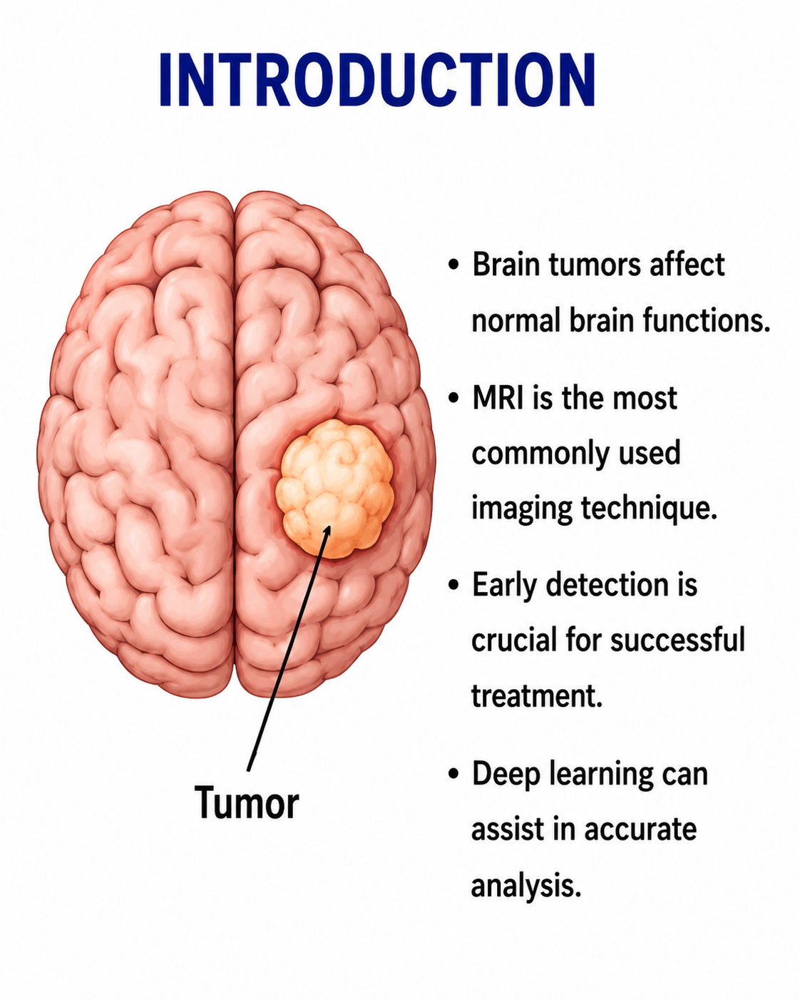 INTRODUCTION
• Brain tumors affect
normal brain functions.
• MRI is the most
commonly used
imaging technique.
• Early detection is
crucial for successful
treatment.
• Deep learning can
assist in accurate
analysis.
Tumor